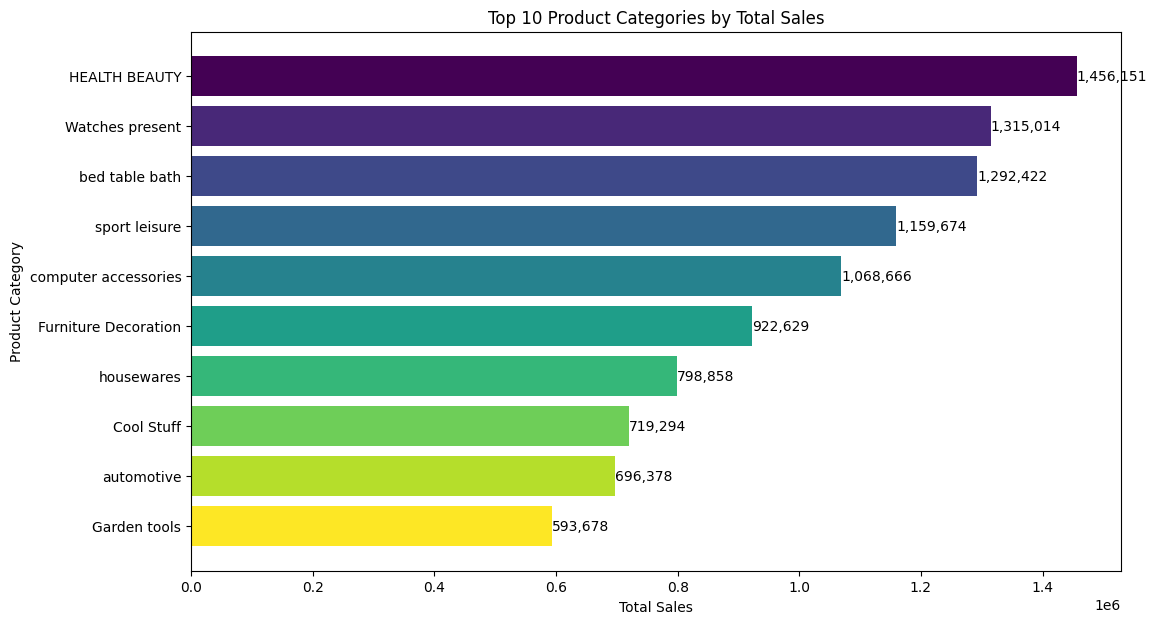 Top 10 Product Categories by Total Sales
Product Category
HEALTH BEAUTY 1,456,151
Watches present 1,315,014
bed table bath 1,292,422
sport leisure 1,159,674
computer accessories 1,068,666
Furniture Decoration 922,629
housewares 798,858
Cool Stuff 719,294
automotive 696,378
Garden tools 593,678
0.0 0.2 0.4 0.6 0.8 1.0 1.2 1.4
1e6
Total Sales